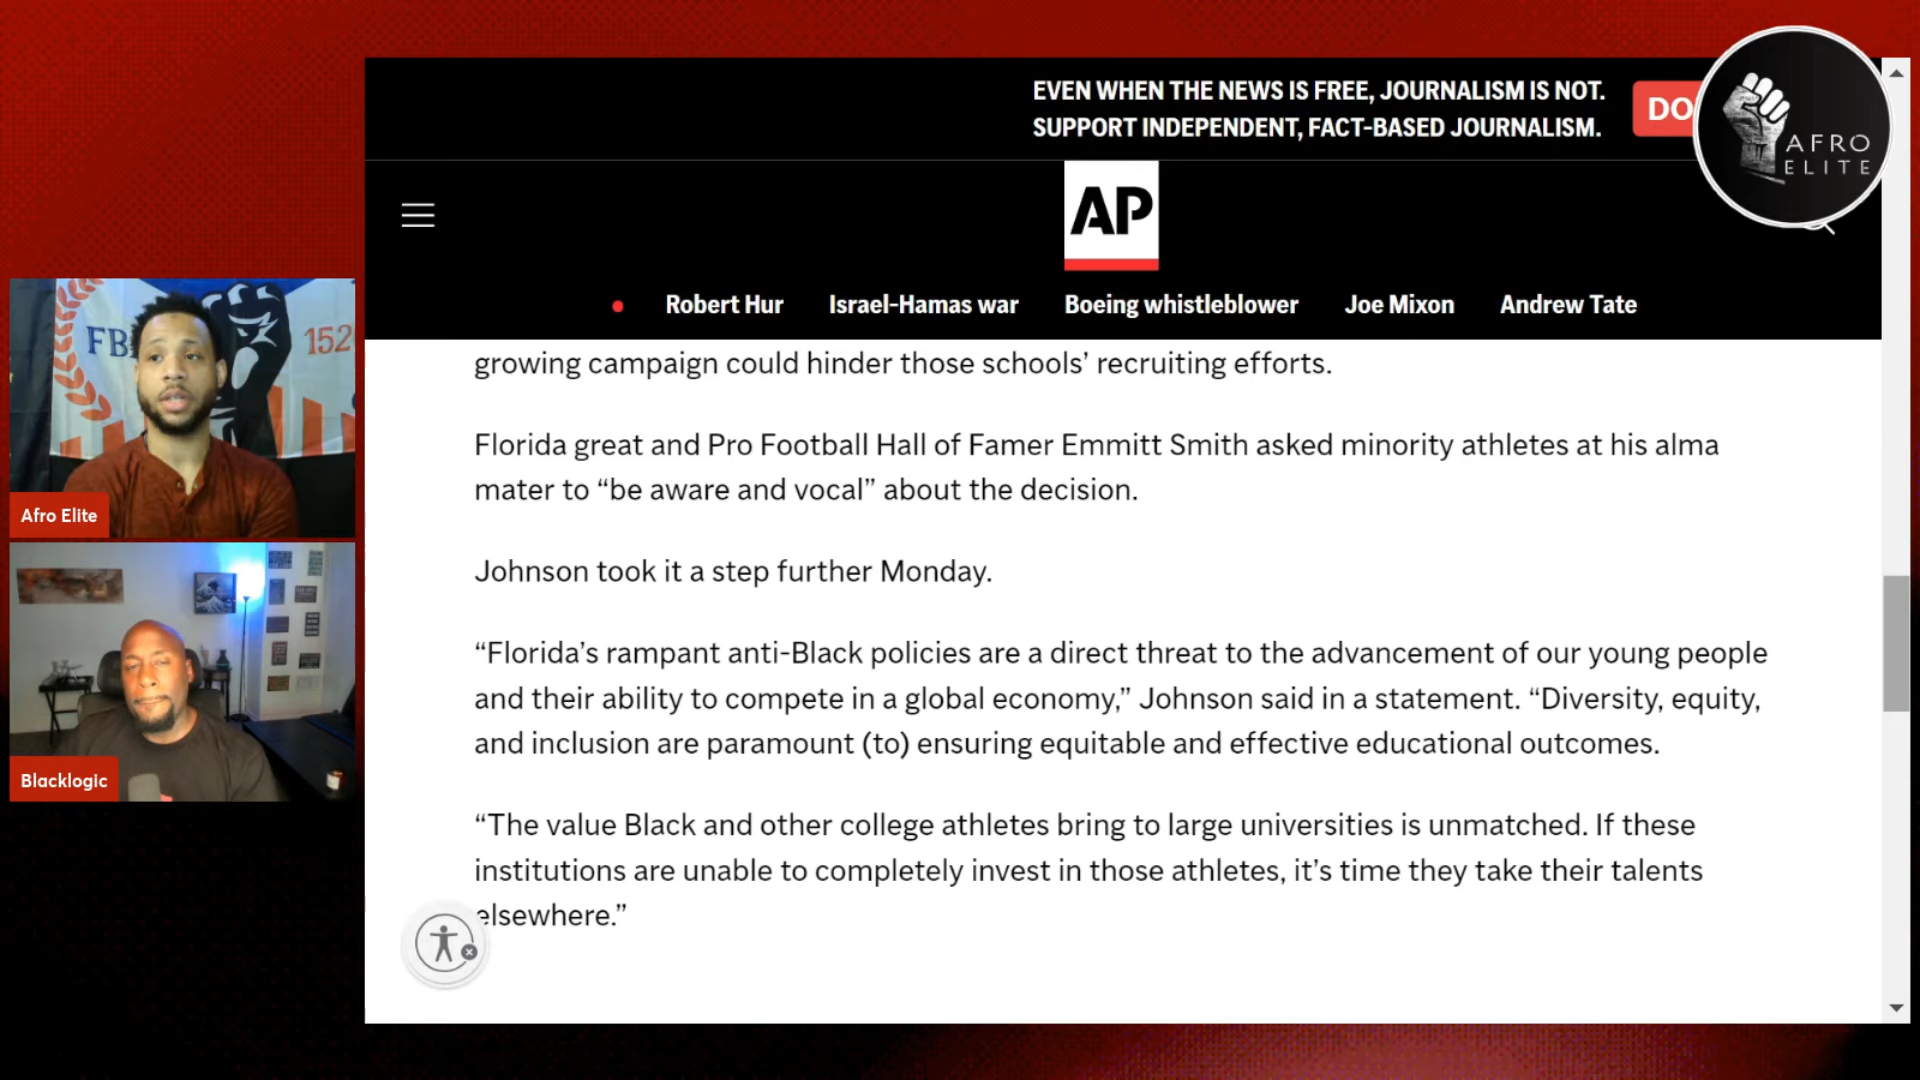 EVEN WHEN THE NEWS IS FREE, JOURNALISM IS NOT.
SUPPORT INDEPENDENT, FACT-BASED JOURNALISM.
DO
AFRO
ELITE
AP
Robert Hur
Israel-Hamas war
Boeing whistleblower
Joe Mixon
Andrew Tate
FB
152
Afro Elite
Blacklogic
growing campaign could hinder those schools’ recruiting efforts.
Florida great and Pro Football Hall of Famer Emmitt Smith asked minority athletes at his alma
mater to “be aware and vocal” about the decision.
Johnson took it a step further Monday.
“Florida’s rampant anti-Black policies are a direct threat to the advancement of our young people
and their ability to compete in a global economy,” Johnson said in a statement. “Diversity, equity,
and inclusion are paramount (to) ensuring equitable and effective educational outcomes.
“The value Black and other college athletes bring to large universities is unmatched. If these
institutions are unable to completely invest in those athletes, it’s time they take their talents
elsewhere.”